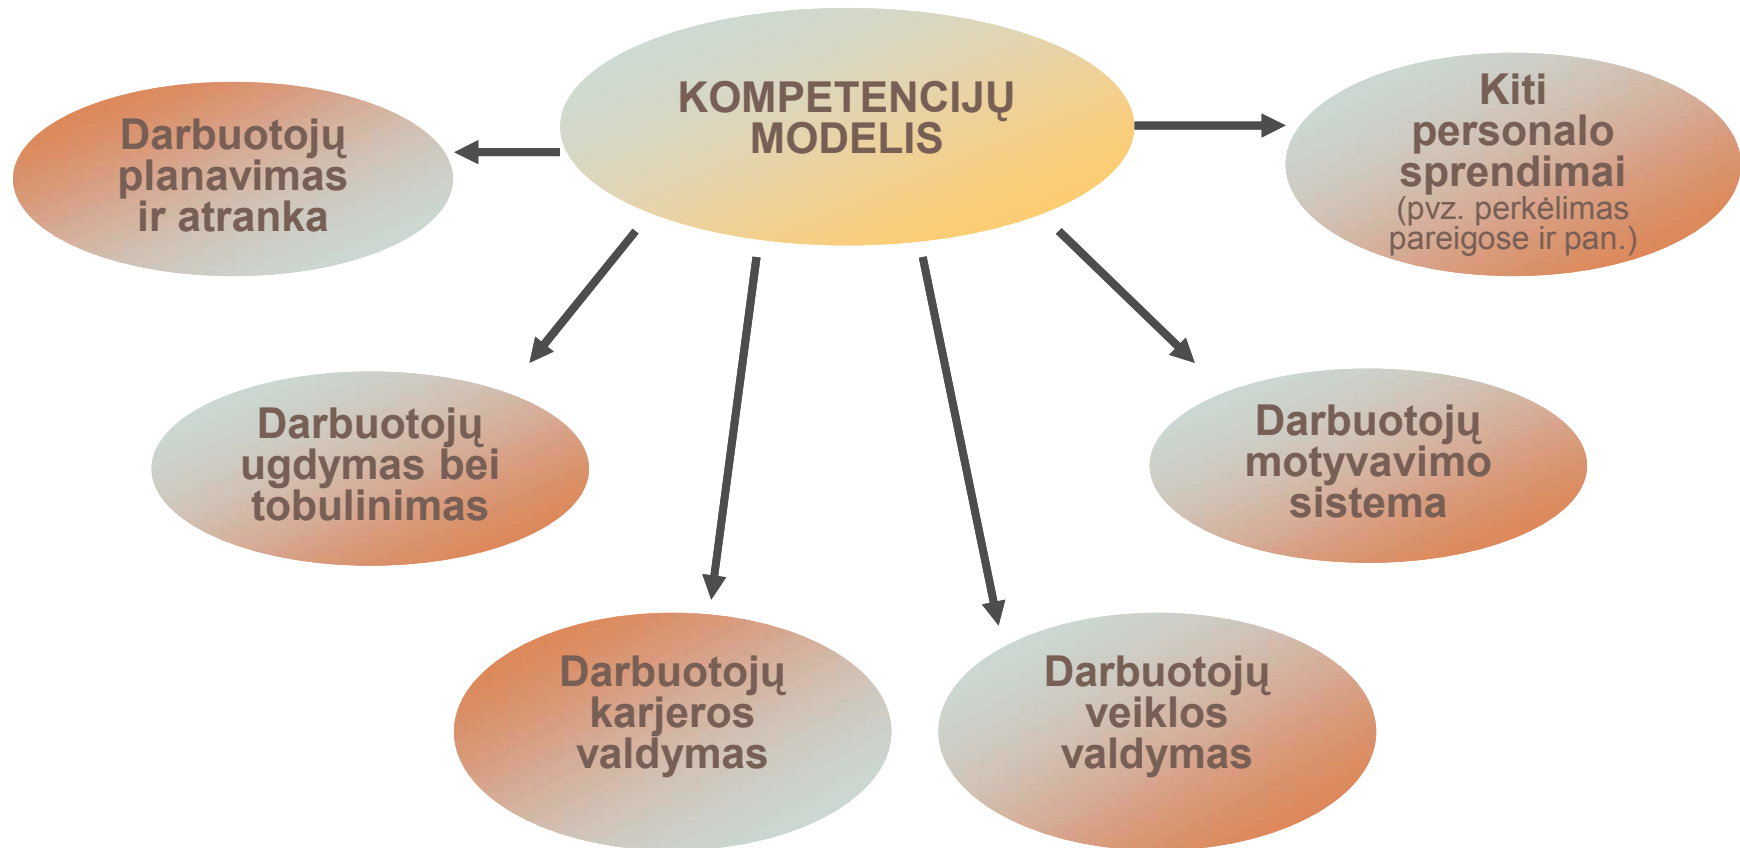 KOMPETENCIJŲ
MODELIS
Darbuotojų
planavimas
ir atranka
Kiti
personalo
sprendimai
(pvz. perkėlimas
pareigose ir pan.)
Darbuotojų
ugdymas bei
tobulinimas
Darbuotojų
motyvavimo
sistema
Darbuotojų
karjeros
valdymas
Darbuotojų
veiklos
valdymas